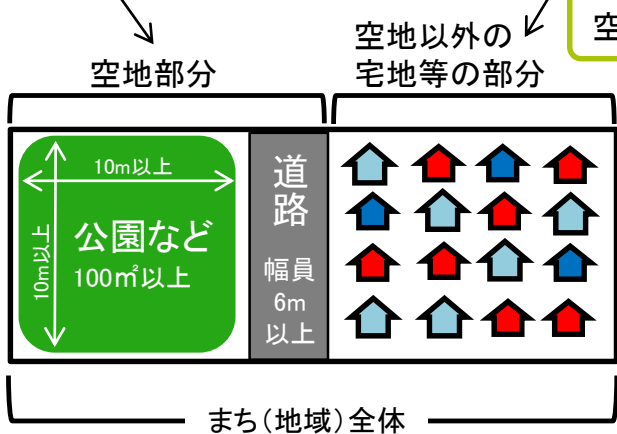 空地部分
空地以外の
宅地等の部分
空
10m以上
10m以上
公園など
100㎡以上
道路
幅員
6m
以上
まち(地域)全体